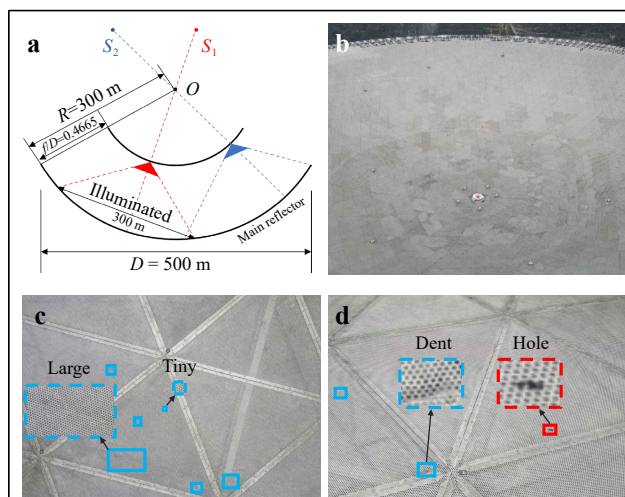 a
S2
S1
O
R=300 m
f/D=0.4665
Illuminated
300 m
Main reflector
D = 500 m
b
c
Large
Tiny
d
Dent
Hole